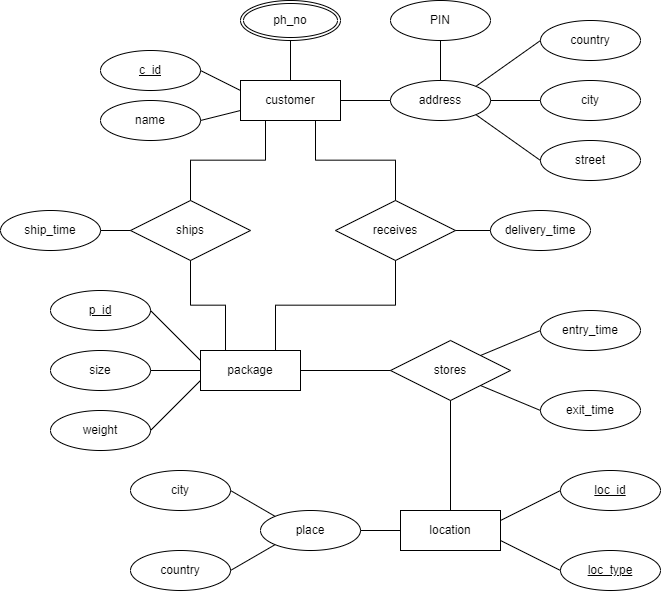 ph_no
PIN
country
c_id
customer
address
city
name
street
ship_time
ships
receives
delivery_time
p_id
entry_time
size
package
stores
weight
exit_time
city
loc_id
place
location
country
loc_type